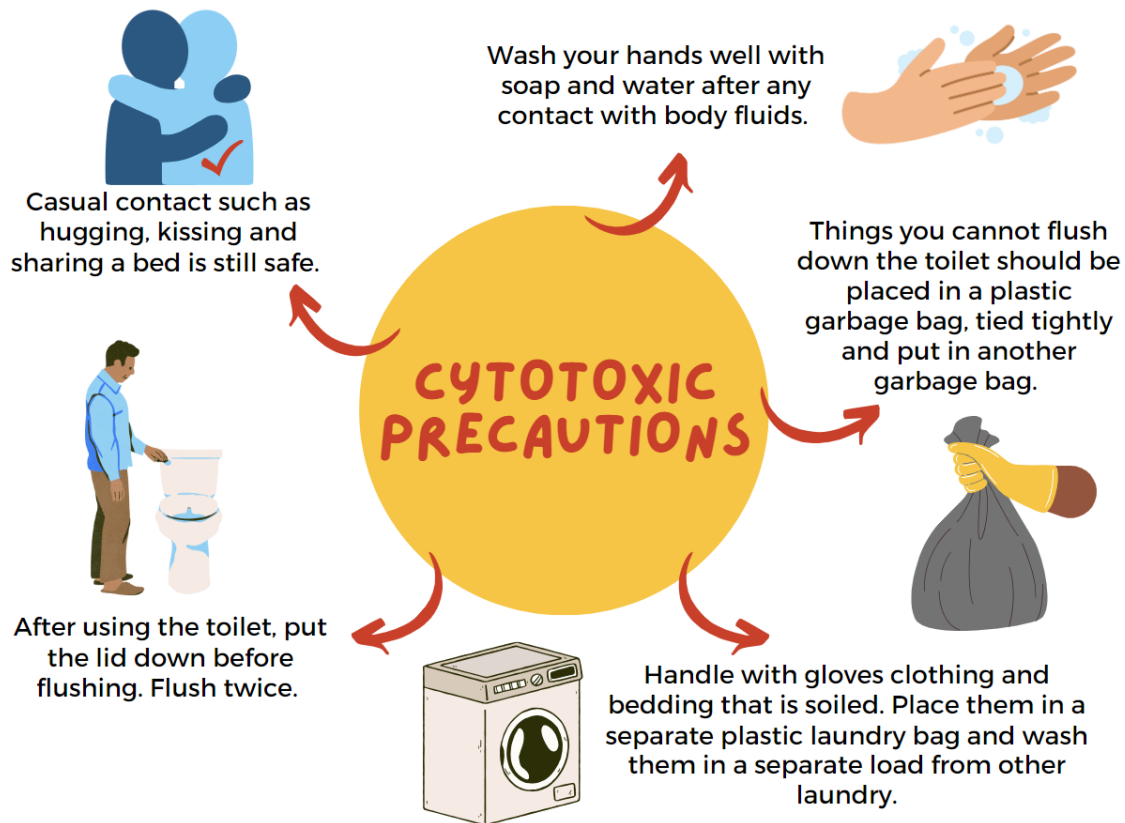 CYTOTOXIC
PRECAUTIONS
Casual contact such as
hugging, kissing and
sharing a bed is still safe.
Wash your hands well with
soap and water after any
contact with body fluids.
Things you cannot flush
down the toilet should be
placed in a plastic
garbage bag, tied tightly
and put in another
garbage bag.
Handle with gloves clothing and
bedding that is soiled. Place them in a
separate plastic laundry bag and wash
them in a separate load from other
laundry.
After using the toilet, put
the lid down before
flushing. Flush twice.